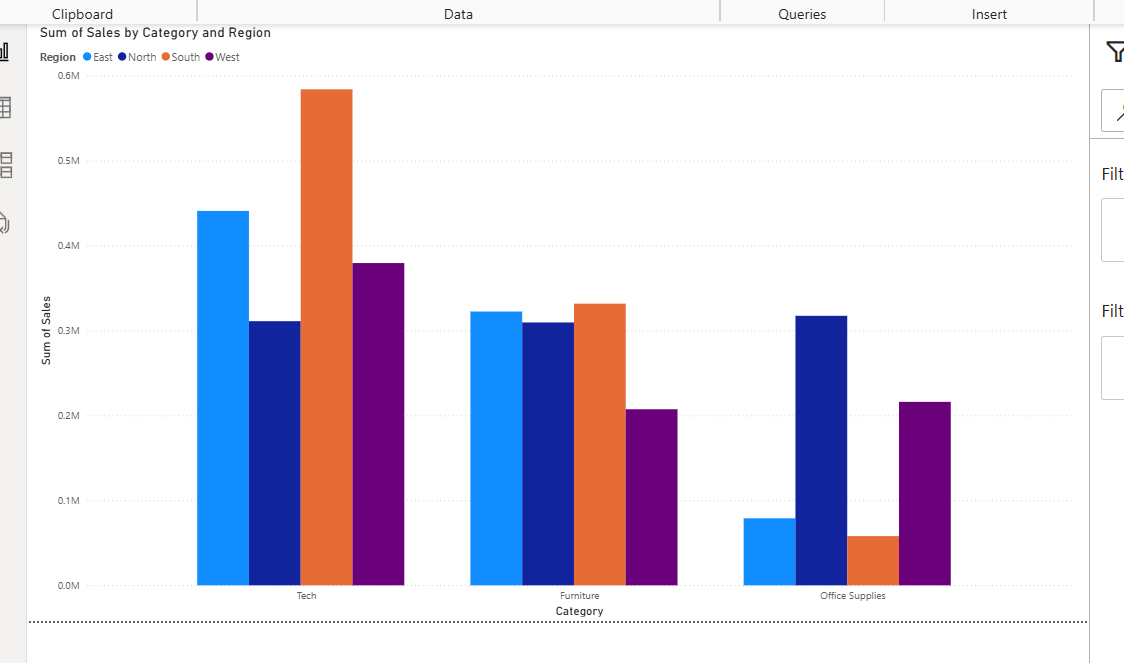 Clipboard Data Queries Insert
Sum of Sales by Category and Region
Region East North South West
0.6M
0.5M
0.4M
0.3M
0.2M
0.1M
0.0M
Sum of Sales
Tech Furniture Office Supplies
Category
Filt
Filt